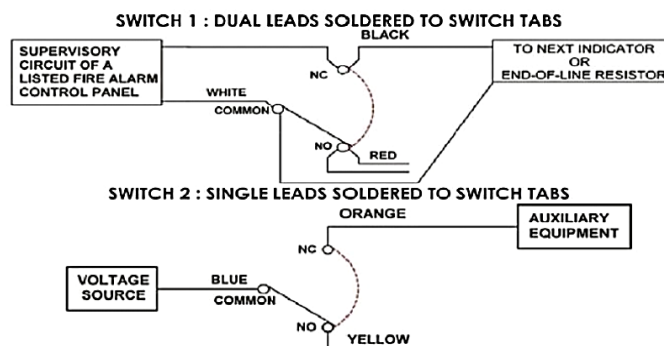 SWITCH 1 : DUAL LEADS SOLDERED TO SWITCH TABS
SUPERVISORY
CIRCUIT OF A
LISTED FIRE ALARM
CONTROL PANEL
BLACK
TO NEXT INDICATOR
OR
END-OF-LINE RESISTOR
NC
WHITE
COMMON
NO
RED
SWITCH 2 : SINGLE LEADS SOLDERED TO SWITCH TABS
ORANGE
AUXILIARY
EQUIPMENT
NC
VOLTAGE
SOURCE
BLUE
COMMON
NO
YELLOW